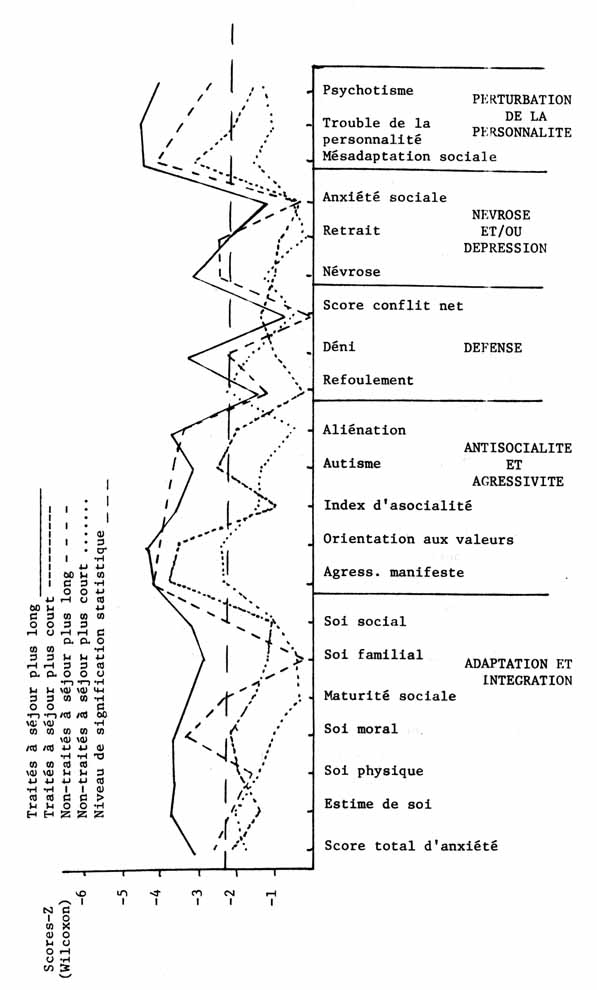 Psychotisme
Trouble de la
personnalité
Mésadaptation sociale
PERTURBATION
DE LA
PERSONNALITE
Anxiété sociale
Retrait
Névrose
NEVROSE
ET/OU
DEPRESSION
Score conflit net
Déni
Refoulement
DEFENSE
Aliénation
Autisme
Index d'asocialité
Orientation aux valeurs
Agress. manifeste
ANTISOCIALITE
ET
AGRESSIVITE
Soi social
Soi familial
Maturité sociale
Soi moral
Soi physique
Estime de soi
Score total d'anxiété
ADAPTATION ET
INTEGRATION
Traités à séjour plus long
Traités à séjour plus court
Non-traités à séjour plus long
Non-traités à séjour plus court
Niveau de signification statistique
Scores-Z
(Wilcoxon)
-6
-5
-4
-3
-2
-1